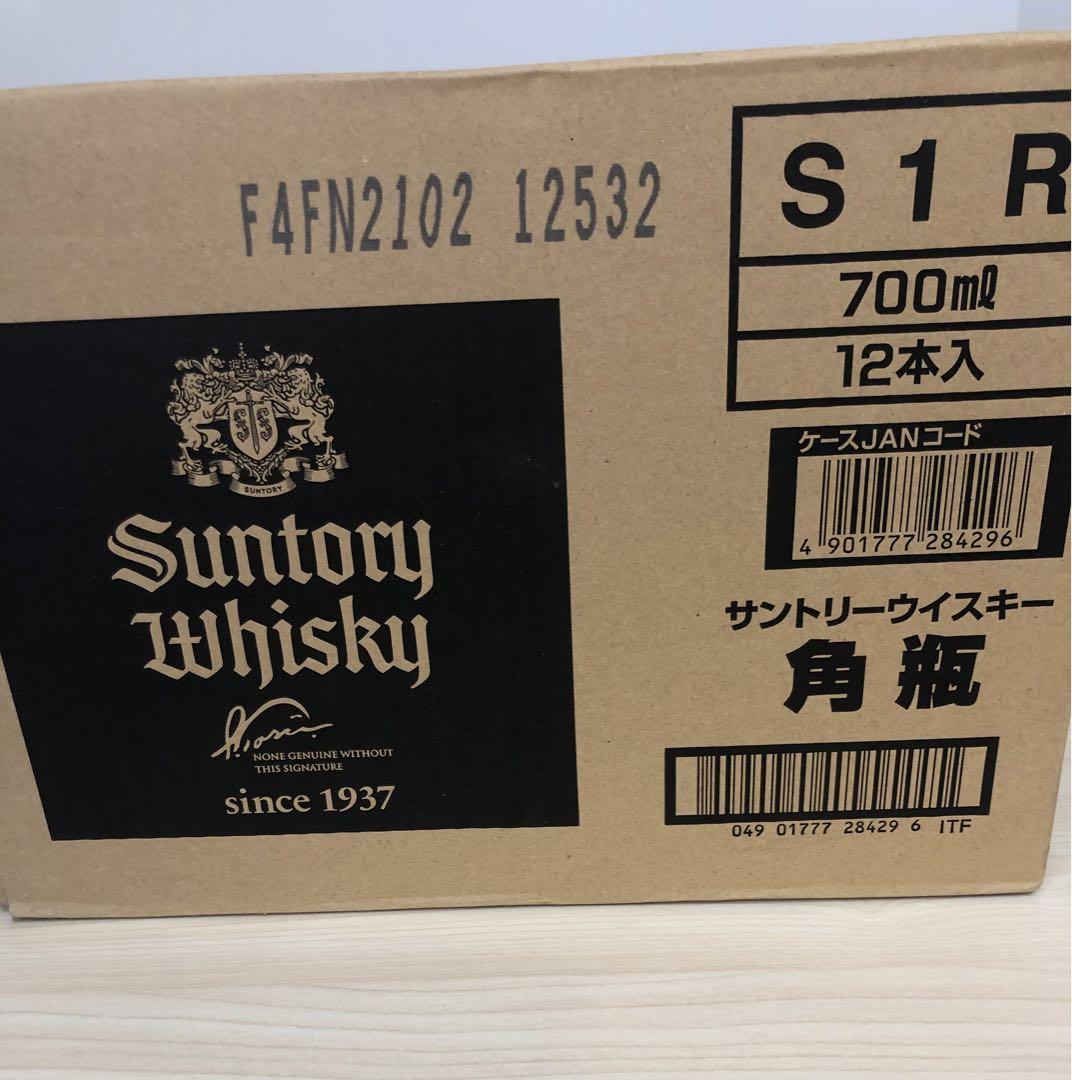 F4FN2102 12532
S 1 R
700ml
12本入
ケースJANコード
4 901777 284296
サントリーウイスキー
角瓶
049 01777 28429 6 ITF
SUNTORY
Suntory
Whisky
NONE GENUINE WITHOUT
THIS SIGNATURE
since 1937